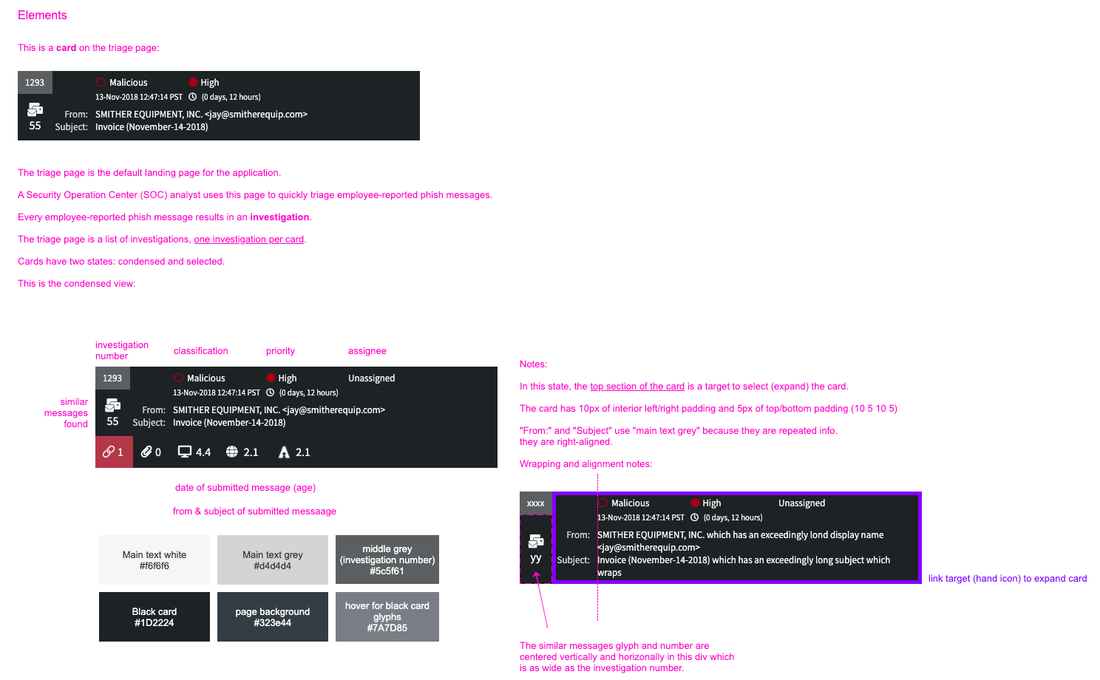 Elements
This is a card on the triage page:
1293
Malicious
High
13-Nov-2018 12:47:14 PST
(0 days, 12 hours)
55
From:
SMITHER EQUIPMENT, INC. <jay@smitherequip.com>
Subject:
Invoice (November-14-2018)
The triage page is the default landing page for the application.
A Security Operation Center (SOC) analyst uses this page to quickly triage employee-reported phish messages.
Every employee-reported phish message results in an investigation.
The triage page is a list of investigations, one investigation per card.
Cards have two states: condensed and selected.
This is the condensed view:
investigation
number
classification
priority
assignee
similar
messages
found
1293
Malicious
High
Unassigned
13-Nov-2018 12:47:14 PST
(0 days, 12 hours)
55
From:
SMITHER EQUIPMENT, INC. <jay@smitherequip.com>
Subject:
Invoice (November-14-2018)
1
0
4.4
2.1
2.1
date of submitted message (age)
from & subject of submitted messaage
Main text white
#f6f6f6
Main text grey
#d4d4d4
middle grey
(investigation number)
#5c5f61
Black card
#1D2224
page background
#323e44
hover for black card
glyphs
#7A7D85
Notes:
In this state, the top section of the card is a target to select (expand) the card.
The card has 10px of interior left/right padding and 5px of top/bottom padding (10 5 10 5)
"From:" and "Subject" use "main text grey" because they are repeated info.
they are right-aligned.
Wrapping and alignment notes:
xxxx
Malicious
High
Unassigned
13-Nov-2018 12:47:14 PST
(0 days, 12 hours)
yy
From:
SMITHER EQUIPMENT, INC. which has an exceedingly lond display name
<jay@smitherequip.com>
Subject:
Invoice (November-14-2018) which has an exceedingly long subject which
wraps
link target (hand icon) to expand card
The similar messages glyph and number are
centered vertically and horizonally in this div which
is as wide as the investigation number.